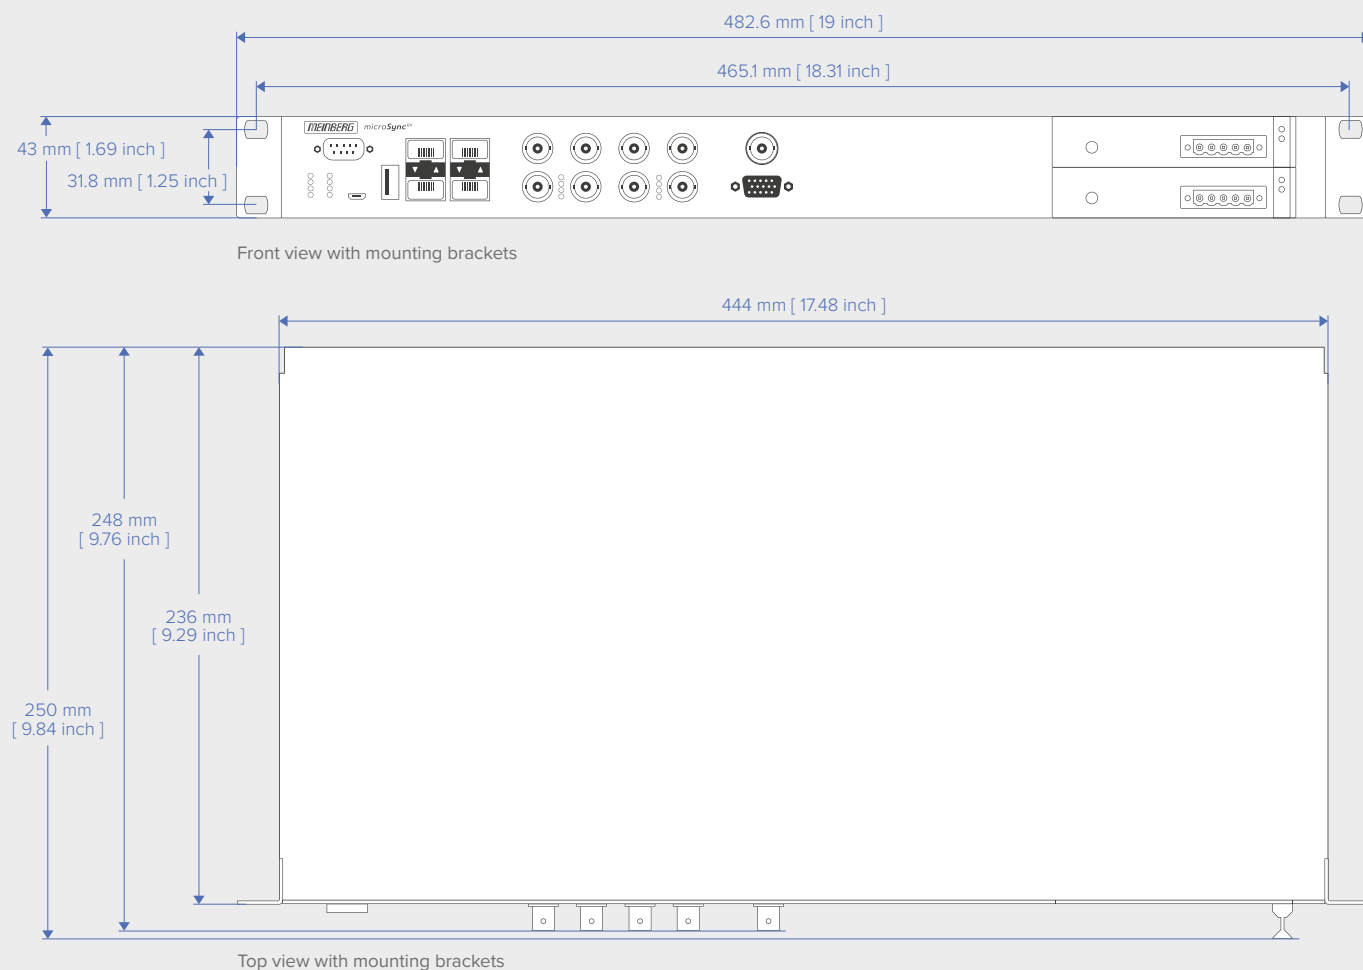 482.6 mm [ 19 inch ]
465.1 mm [ 18.31 inch ]
MEINBERG microSync
43 mm [ 1.69 inch ]
31.8 mm [ 1.25 inch ]
Front view with mounting brackets
444 mm [ 17.48 inch ]
248 mm
[ 9.76 inch ]
236 mm
[ 9.29 inch ]
250 mm
[ 9.84 inch ]
Top view with mounting brackets